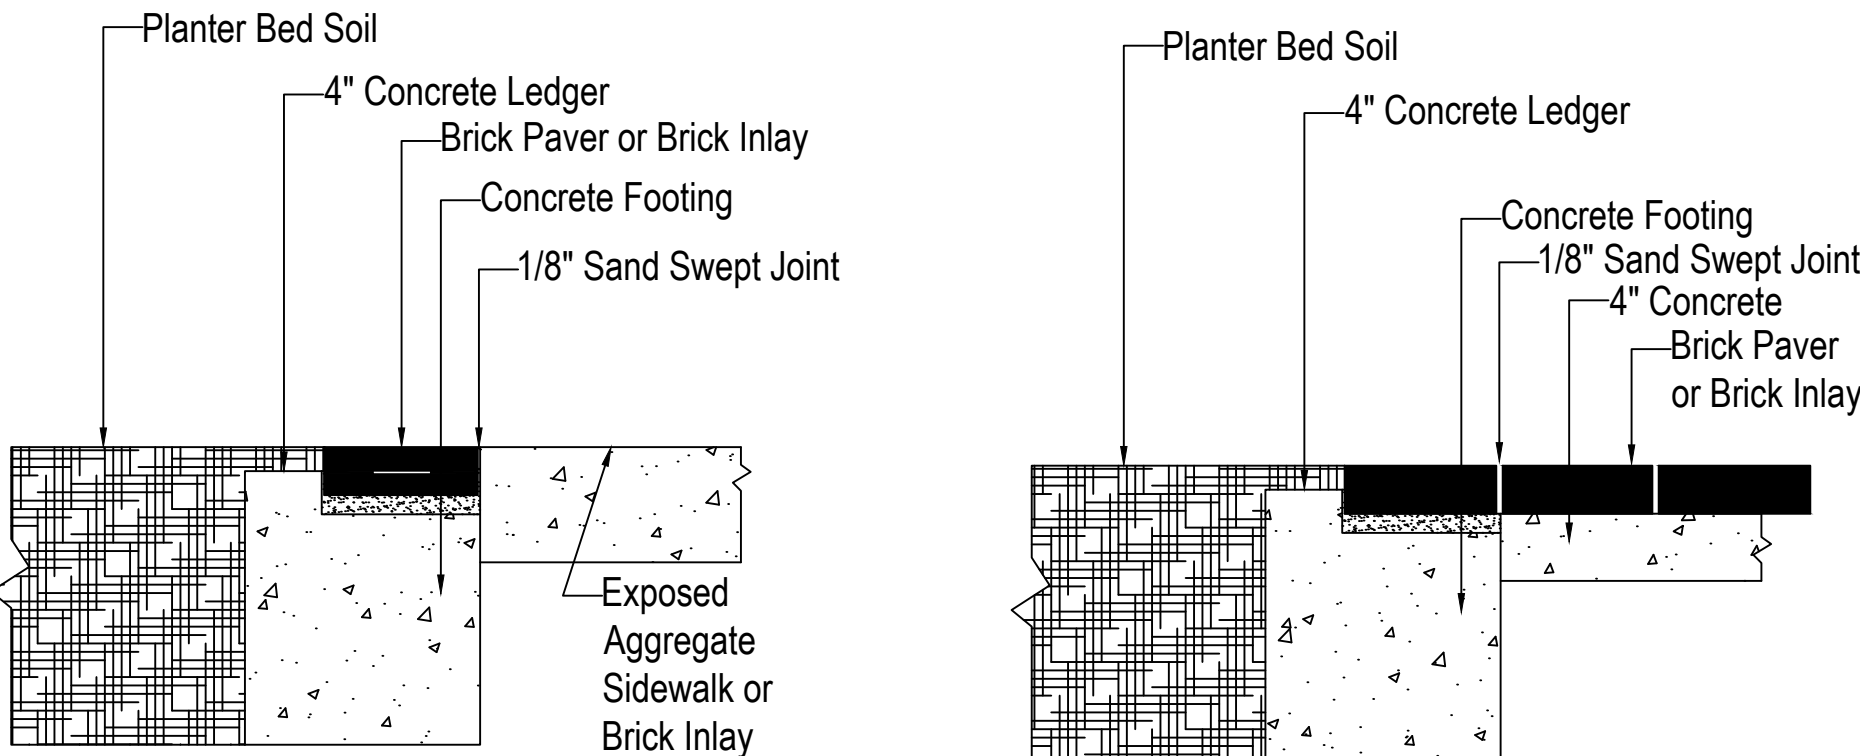 Planter Bed Soil
4" Concrete Ledger
Brick Paver or Brick Inlay
Concrete Footing
1/8" Sand Swept Joint
Exposed
Aggregate
Sidewalk or
Brick Inlay
Planter Bed Soil
4" Concrete Ledger
Concrete Footing
1/8" Sand Swept Joint
4" Concrete
Brick Paver
or Brick Inlay